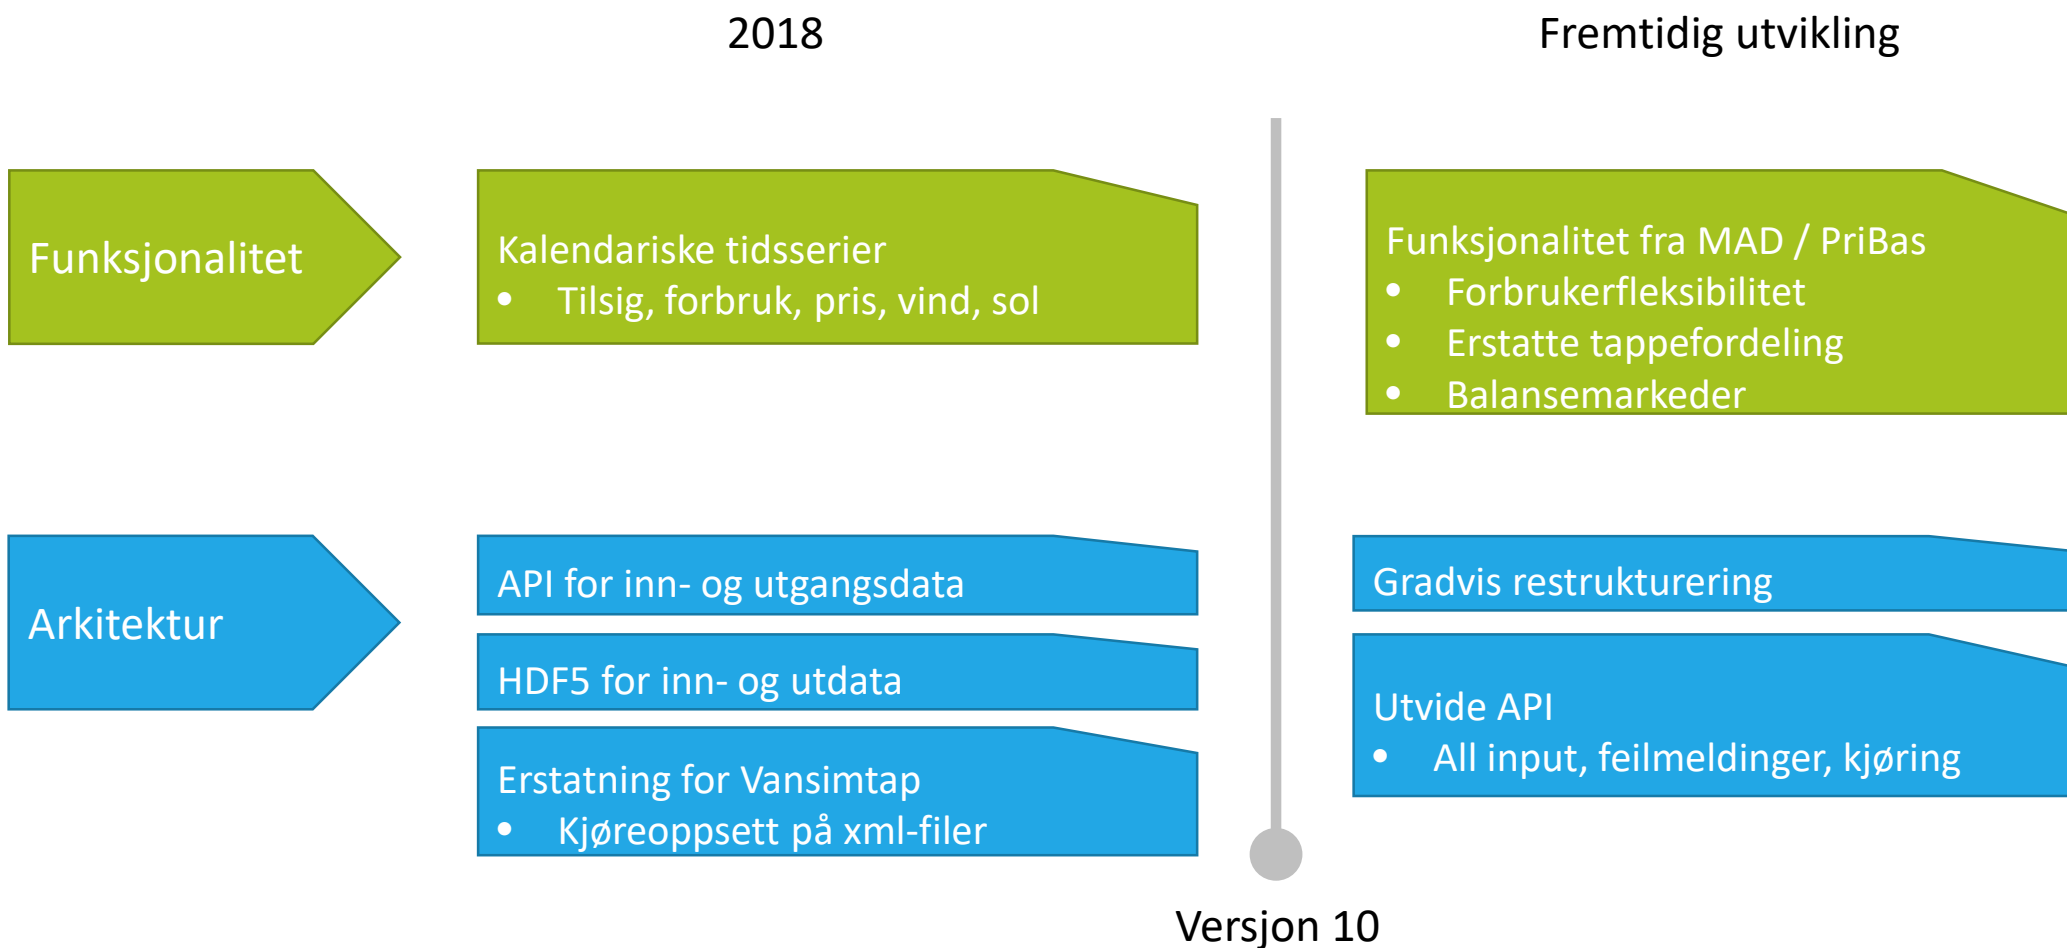 2018
Fremtidig utvikling
Funksjonalitet
Kalendariske tidsserier
• Tilsig, forbruk, pris, vind, sol
Funksjonalitet fra MAD / PriBas
• Forbrukerfleksibilitet
• Erstatte tappefordeling
• Balansemarkeder
Arkitektur
API for inn- og utgangsdata
HDF5 for inn- og utdata
Erstatning for Vansimtap
• Kjøreoppsett på xml-filer
Gradvis restrukturering
Utvide API
• All input, feilmeldinger, kjøring
Versjon 10